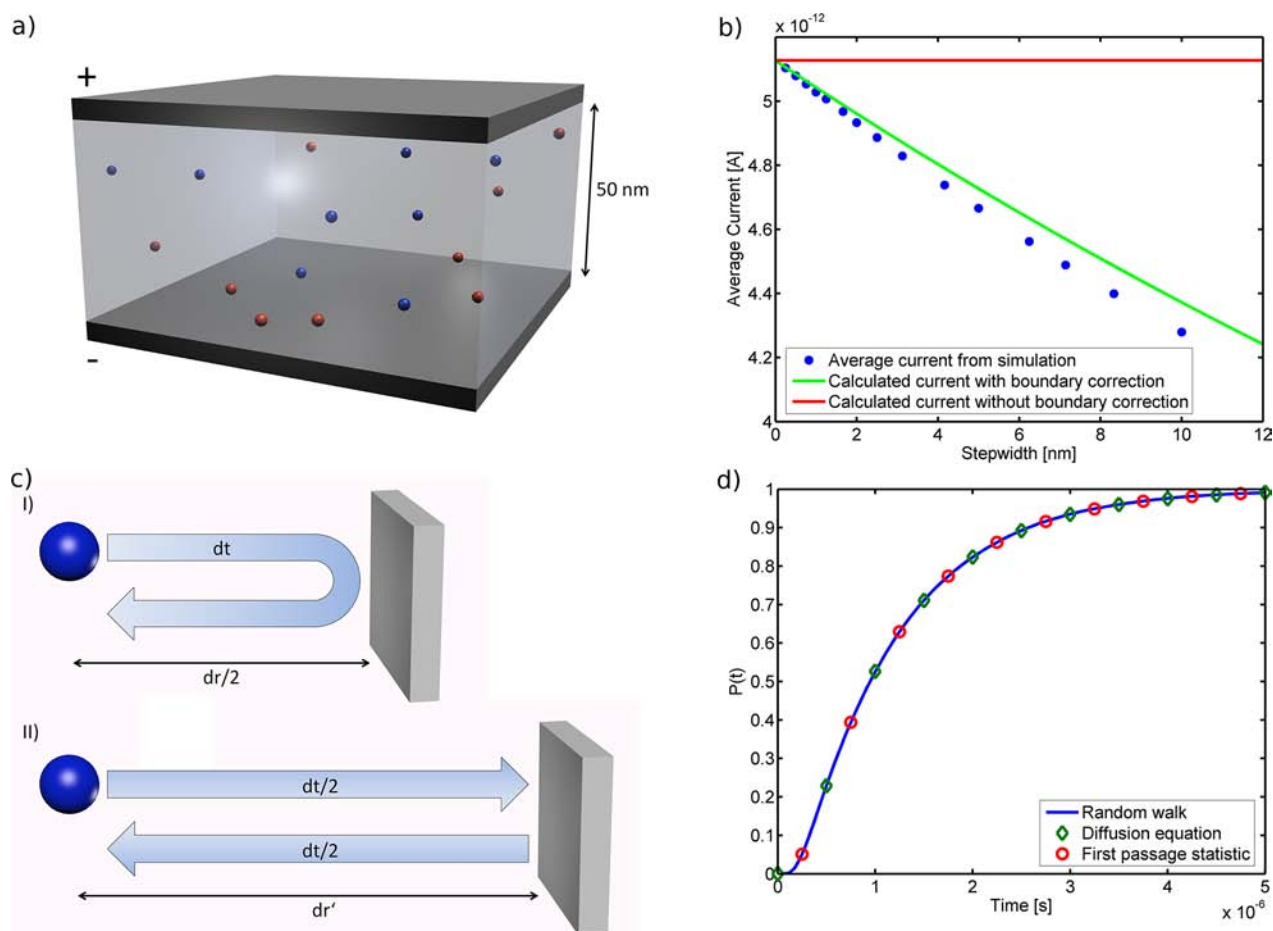 a)
+
50 nm
-
b)
x 10⁻¹²
5
4.8
4.6
4.4
4.2
4
Average Current [A]
0 2 4 6 8 10 12
Stepwidth [nm]
Average current from simulation
Calculated current with boundary correction
Calculated current without boundary correction
c)
I)
dt
dr/2
II)
dt/2
dt/2
dr‘
d)
1
0.9
0.8
0.7
0.6
0.5
0.4
0.3
0.2
0.1
0
P(t)
0 1 2 3 4 5
Time [s]
x 10⁻⁶
Random walk
Diffusion equation
First passage statistic